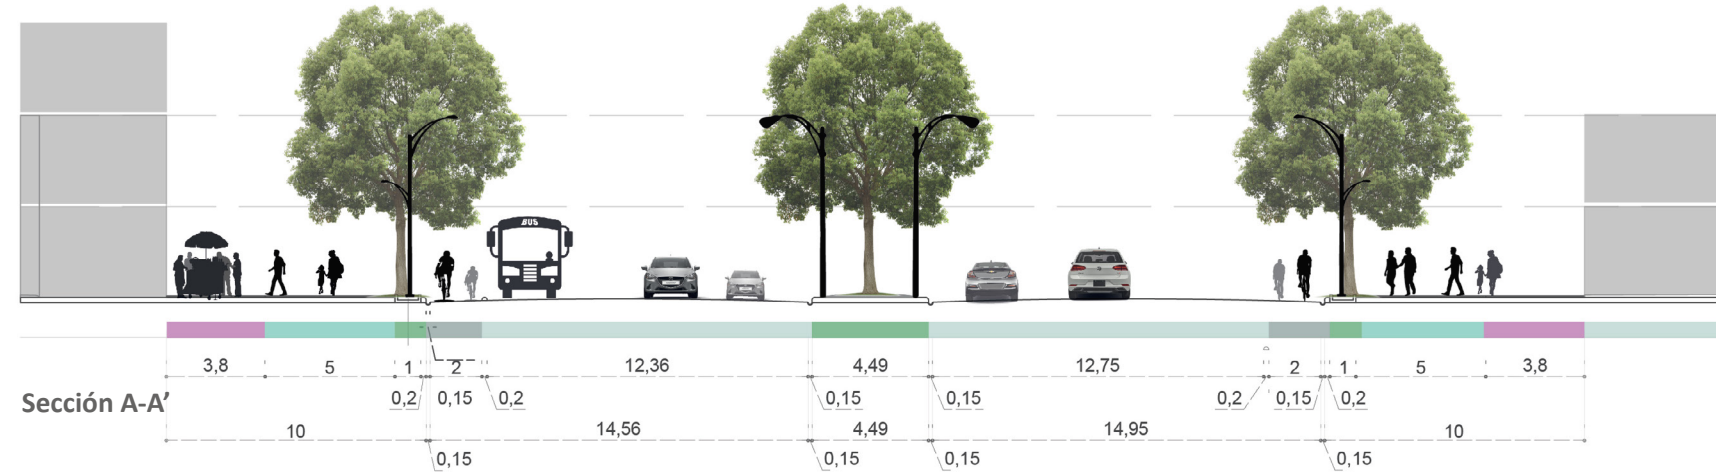 BUS
3,8 5 1 2 12,36 4,49 12,75 2 1 5 3,8
Sección A-A’ 0,2 0,15 0,2 0,15 0,15 0,2 0,15 0,2
10 14,56 4,49 14,95 10
0,15 0,15 0,15 0,15